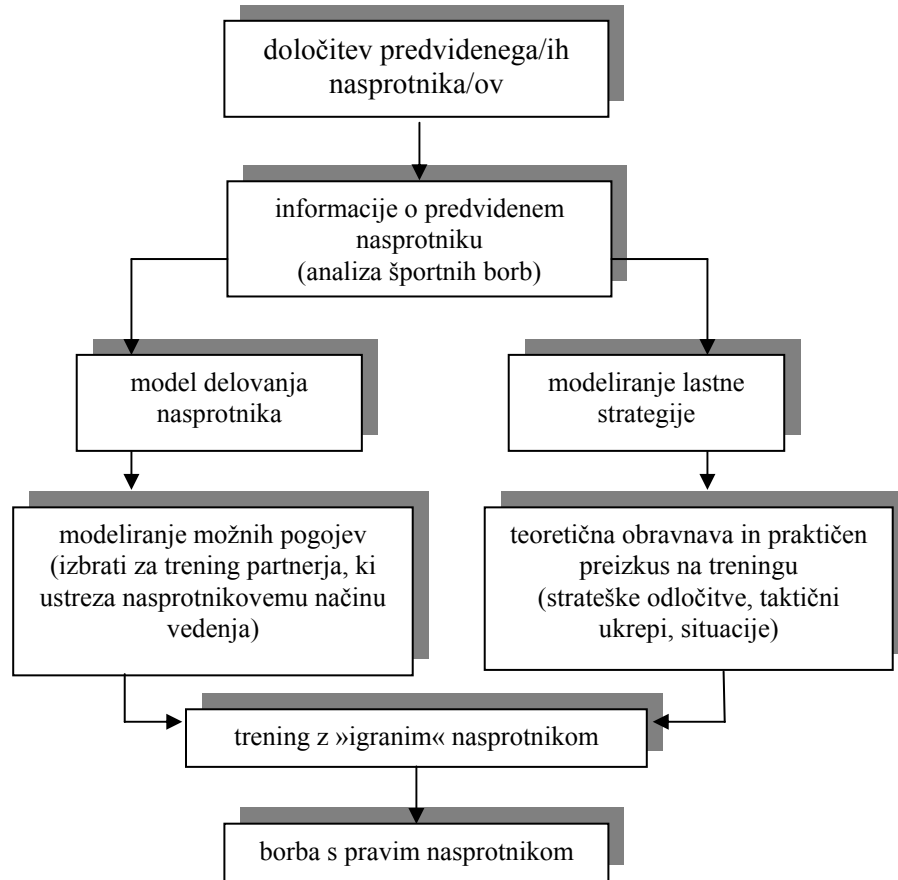 določitev predvidenega/ih
nasprotnika/ov
informacije o predvidenem
nasprotniku
(analiza športnih borb)
model delovanja
nasprotnika
modeliranje lastne
strategije
modeliranje možnih pogojev
(izbrati za trening partnerja, ki
ustreza nasprotnikovemu načinu
vedenja)
teoretična obravnava in praktičen
preizkus na treningu
(strateške odločitve, taktični
ukrepi, situacije)
trening z »igranim« nasprotnikom
borba s pravim nasprotnikom